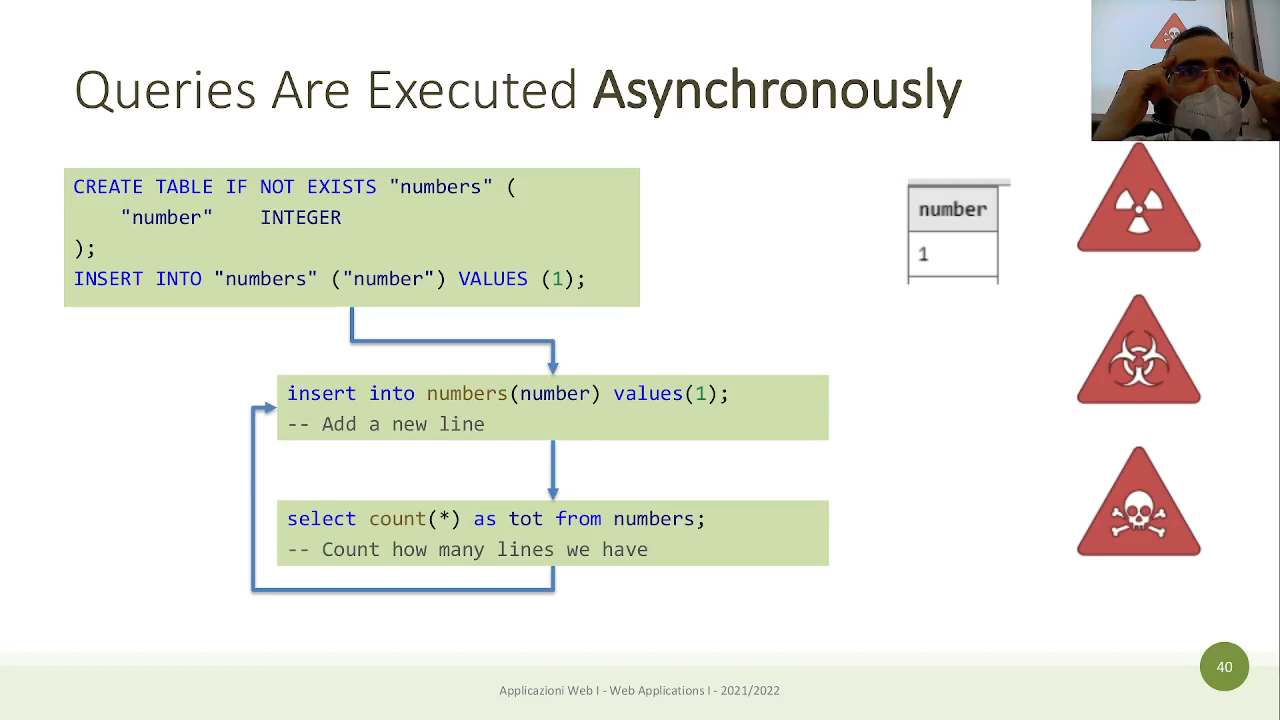 Queries Are Executed Asynchronously
CREATE TABLE IF NOT EXISTS "numbers" (
"number" INTEGER
);
INSERT INTO "numbers" ("number") VALUES (1);
number
1
insert into numbers(number) values(1);
-- Add a new line
select count(*) as tot from numbers;
-- Count how many lines we have
40
Applicazioni Web I - Web Applications I - 2021/2022